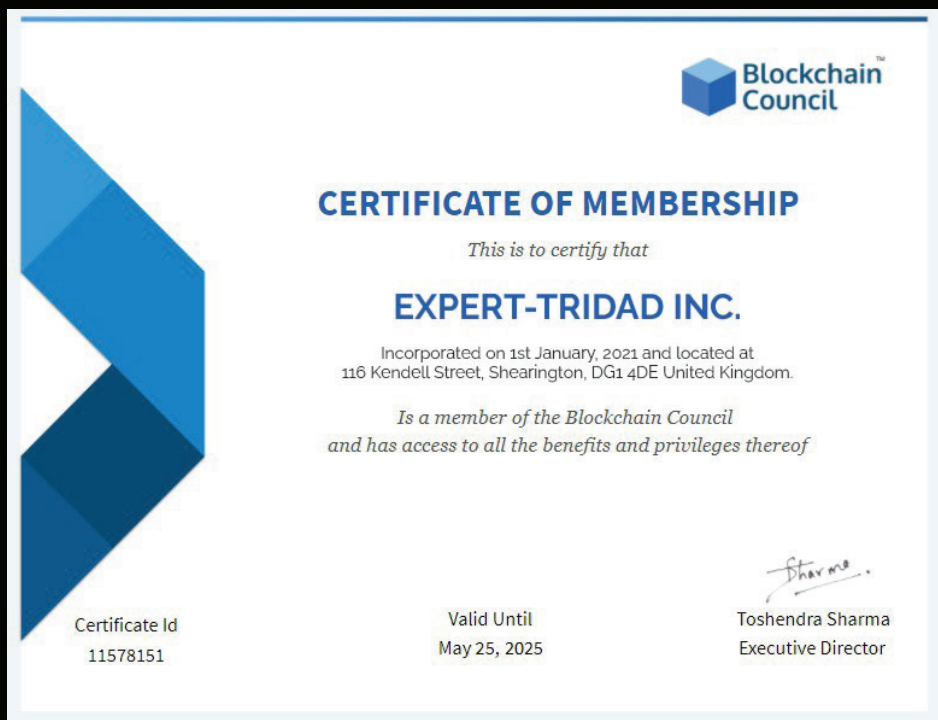 Blockchain™
Council
CERTIFICATE OF MEMBERSHIP
This is to certify that
EXPERT-TRIDAD INC.
Incorporated on 1st January, 2021 and located at
116 Kendell Street, Shearington, DG1 4DE United Kingdom.
Is a member of the Blockchain Council
and has access to all the benefits and privileges thereof
Sharma.
Certificate Id
11578151
Valid Until
May 25, 2025
Toshendra Sharma
Executive Director